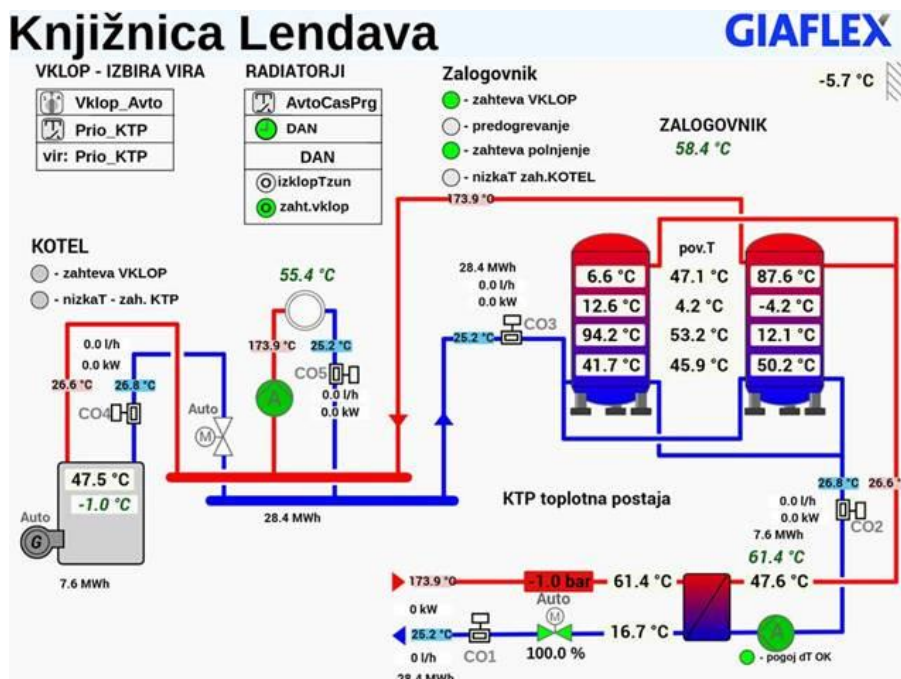 Knjižnica Lendava
GIAFLEX
VKLOP - IZBIRA VIRA
Vklop_Avto
Prio_KTP
vir: Prio_KTP
RADIATORJI
AvtoCasPrg
DAN
DAN
izklopTzun
zaht.vklop
Zalogovnik
- zahteva VKLOP
- predogrevanje
- zahteva polnjenje
- nizkaT zah.KOTEL
-5.7 °C
ZALOGOVNIK
58.4 °C
173.9 °C
KOTEL
- zahteva VKLOP
- nizkaT - zah. KTP
0.0 l/h
0.0 kW
26.6 °C
26.8 °C
CO4
Auto
M
47.5 °C
-1.0 °C
Auto
G
7.6 MWh
55.4 °C
173.9 °C
25.2 °C
CO5
A
0.0 l/h
0.0 kW
28.4 MWh
28.4 MWh
0.0 l/h
0.0 kW
25.2 °C
CO3
pov.T
6.6 °C 47.1 °C 87.6 °C
12.6 °C 4.2 °C -4.2 °C
94.2 °C 53.2 °C 12.1 °C
41.7 °C 45.9 °C 50.2 °C
KTP toplotna postaja
26.8 °C
26.6 °
0.0 l/h
0.0 kW
CO2
7.6 MWh
61.4 °C
173.9 °C
-1.0 bar
61.4 °C
47.6 °C
0 kW
25.2 °C
0 l/h
28.4 MWh
CO1
Auto
M
100.0 %
16.7 °C
A
- pogoj dT OK